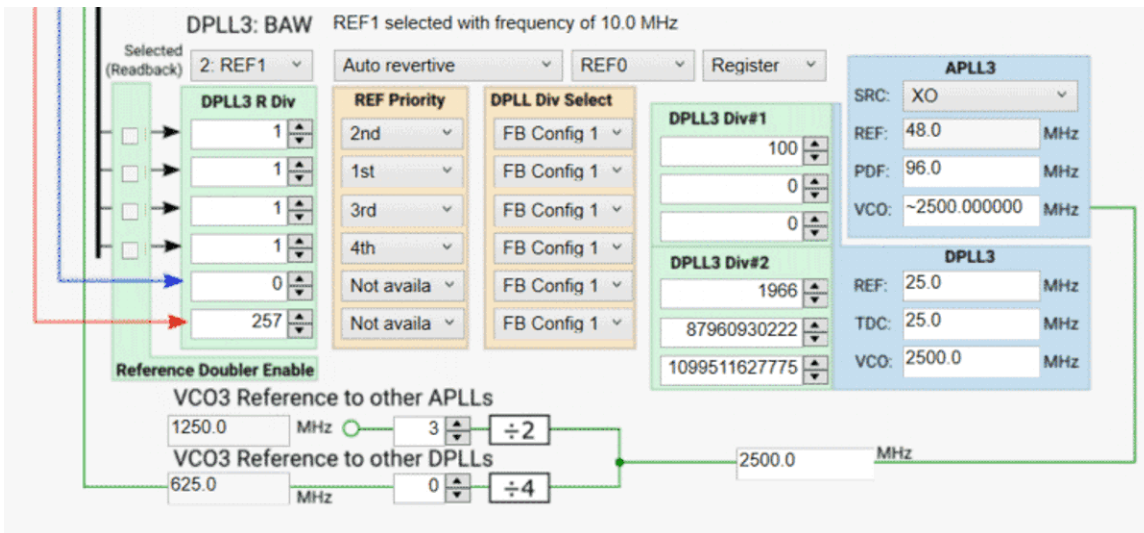 DPLL3: BAW REF1 selected with frequency of 10.0 MHz
Selected
(Readback) 2: REF1 Auto revertive REF0 Register
DPLL3 R Div
1
1
1
1
0
257
Reference Doubler Enable
REF Priority
2nd
1st
3rd
4th
Not availa
Not availa
DPLL Div Select
FB Config 1
FB Config 1
FB Config 1
FB Config 1
FB Config 1
FB Config 1
DPLL3 Div#1
100
0
0
DPLL3 Div#2
1966
87960930222
1099511627775
APLL3
SRC: XO
REF: 48.0 MHz
PDF: 96.0 MHz
VCO: ~2500.000000 MHz
DPLL3
REF: 25.0 MHz
TDC: 25.0 MHz
VCO: 2500.0 MHz
VCO3 Reference to other APLLs
1250.0 MHz 3 ÷2
VCO3 Reference to other DPLLs
625.0 MHz 0 ÷4
2500.0 MHz